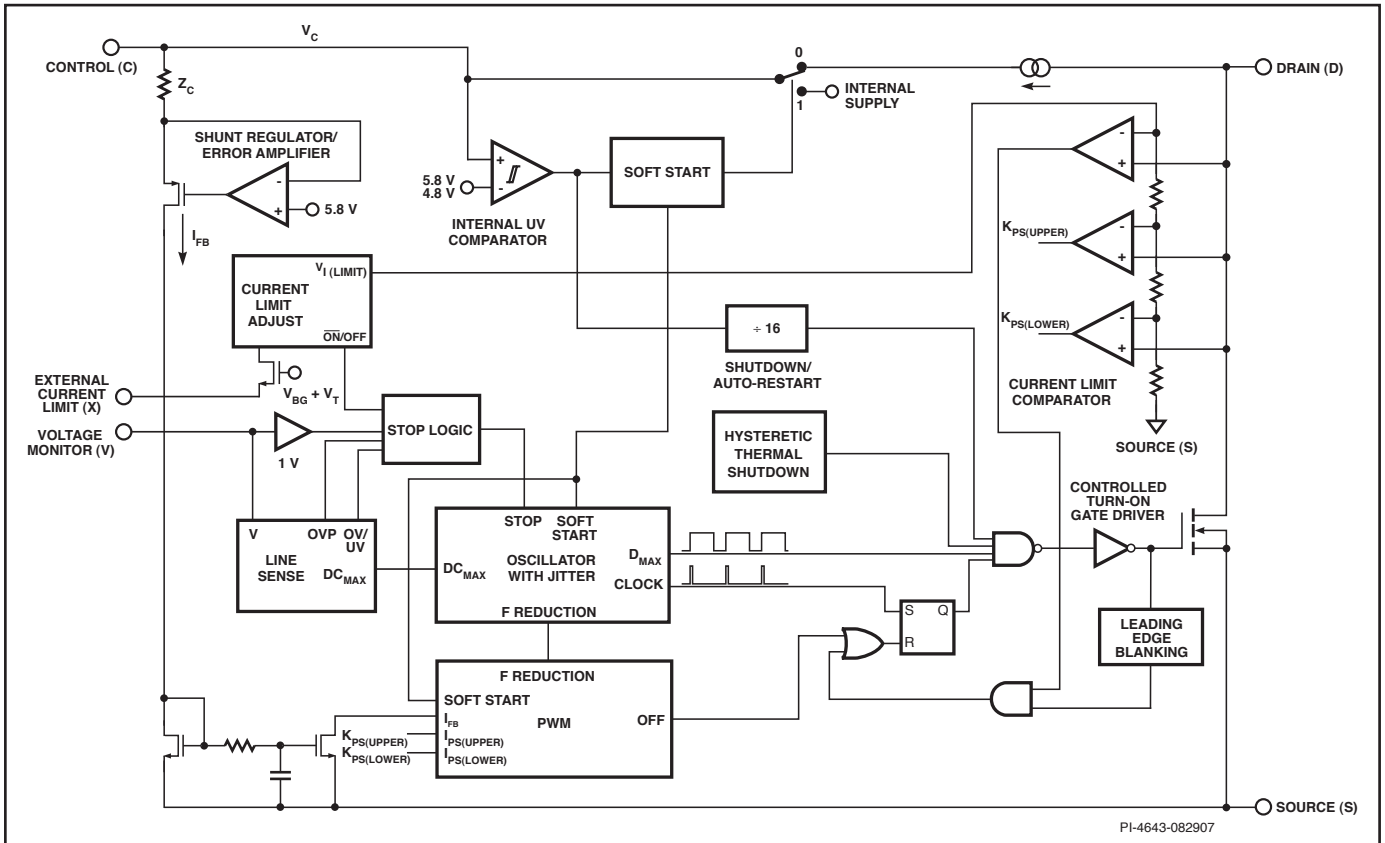 V_C
CONTROL (C)
Z_C
0
1
INTERNAL
SUPPLY
DRAIN (D)
SHUNT REGULATOR/
ERROR AMPLIFIER
-
+
5.8 V
I_FB
+
-
5.8 V
4.8 V
INTERNAL UV
COMPARATOR
SOFT START
-
+
K_PS(UPPER)
-
+
K_PS(LOWER)
-
+
CURRENT LIMIT
COMPARATOR
SOURCE (S)
V_I (LIMIT)
CURRENT
LIMIT
ADJUST
O̅N̅/OFF
V_BG + V_T
÷ 16
SHUTDOWN/
AUTO-RESTART
EXTERNAL
CURRENT
LIMIT (X)
VOLTAGE
MONITOR (V)
1 V
STOP LOGIC
HYSTERETIC
THERMAL
SHUTDOWN
CONTROLLED
TURN-ON
GATE DRIVER
V
OVP
OV/
UV
LINE
SENSE
DC_MAX
STOP
SOFT
START
DC_MAX
OSCILLATOR
WITH JITTER
D_MAX
CLOCK
F REDUCTION
S
Q
R
LEADING
EDGE
BLANKING
F REDUCTION
SOFT START
I_FB
PWM
OFF
K_PS(UPPER)
I_PS(UPPER)
K_PS(LOWER)
I_PS(LOWER)
SOURCE (S)
PI-4643-082907